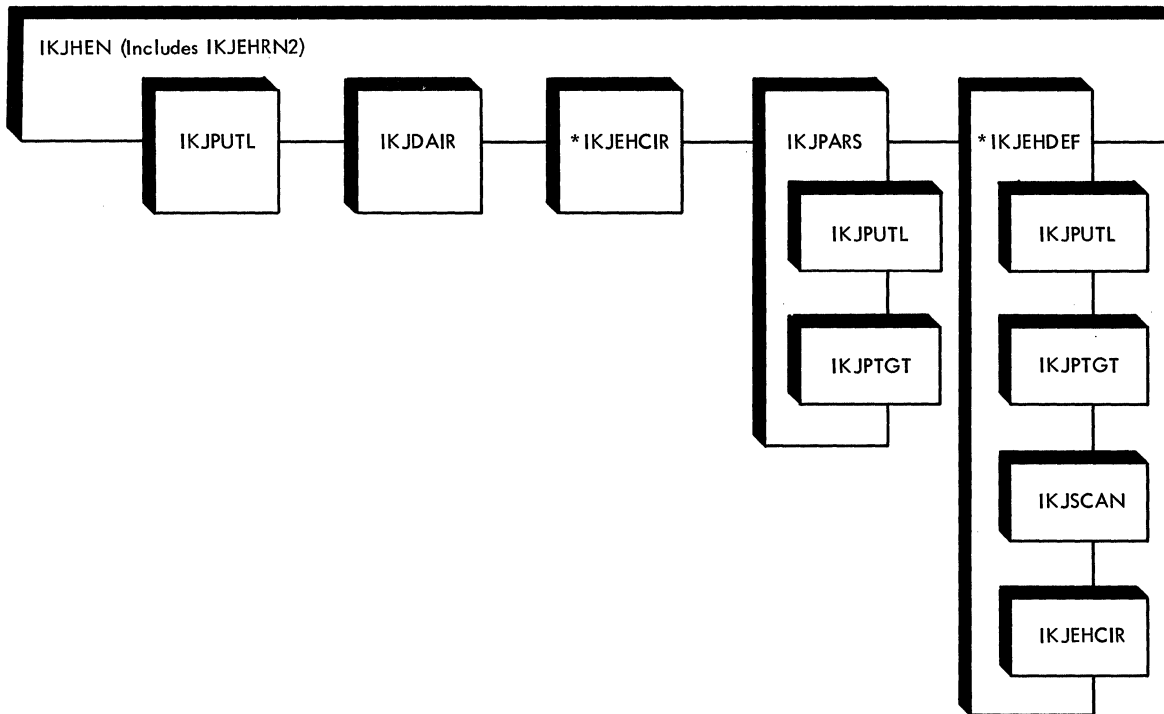 IKJHEN (Includes IKJEHRN2)
IKJPUTL
IKJDAIR
*IKJEHCIR
IKJPARS
*IKJEHDEF
IKJPUTL
IKJPUTL
IKJPTGT
IKJPTGT
IKJSCAN
IKJEHCIR